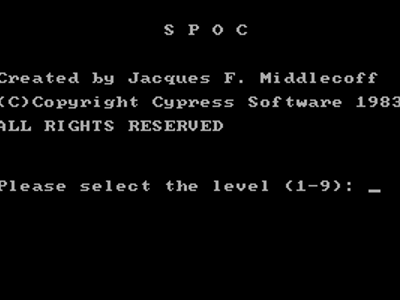 S P O C
Created by Jacques F. Middlecoff
(C)Copyright Cypress Software 1983
ALL RIGHTS RESERVED
Please select the level (1-9): _